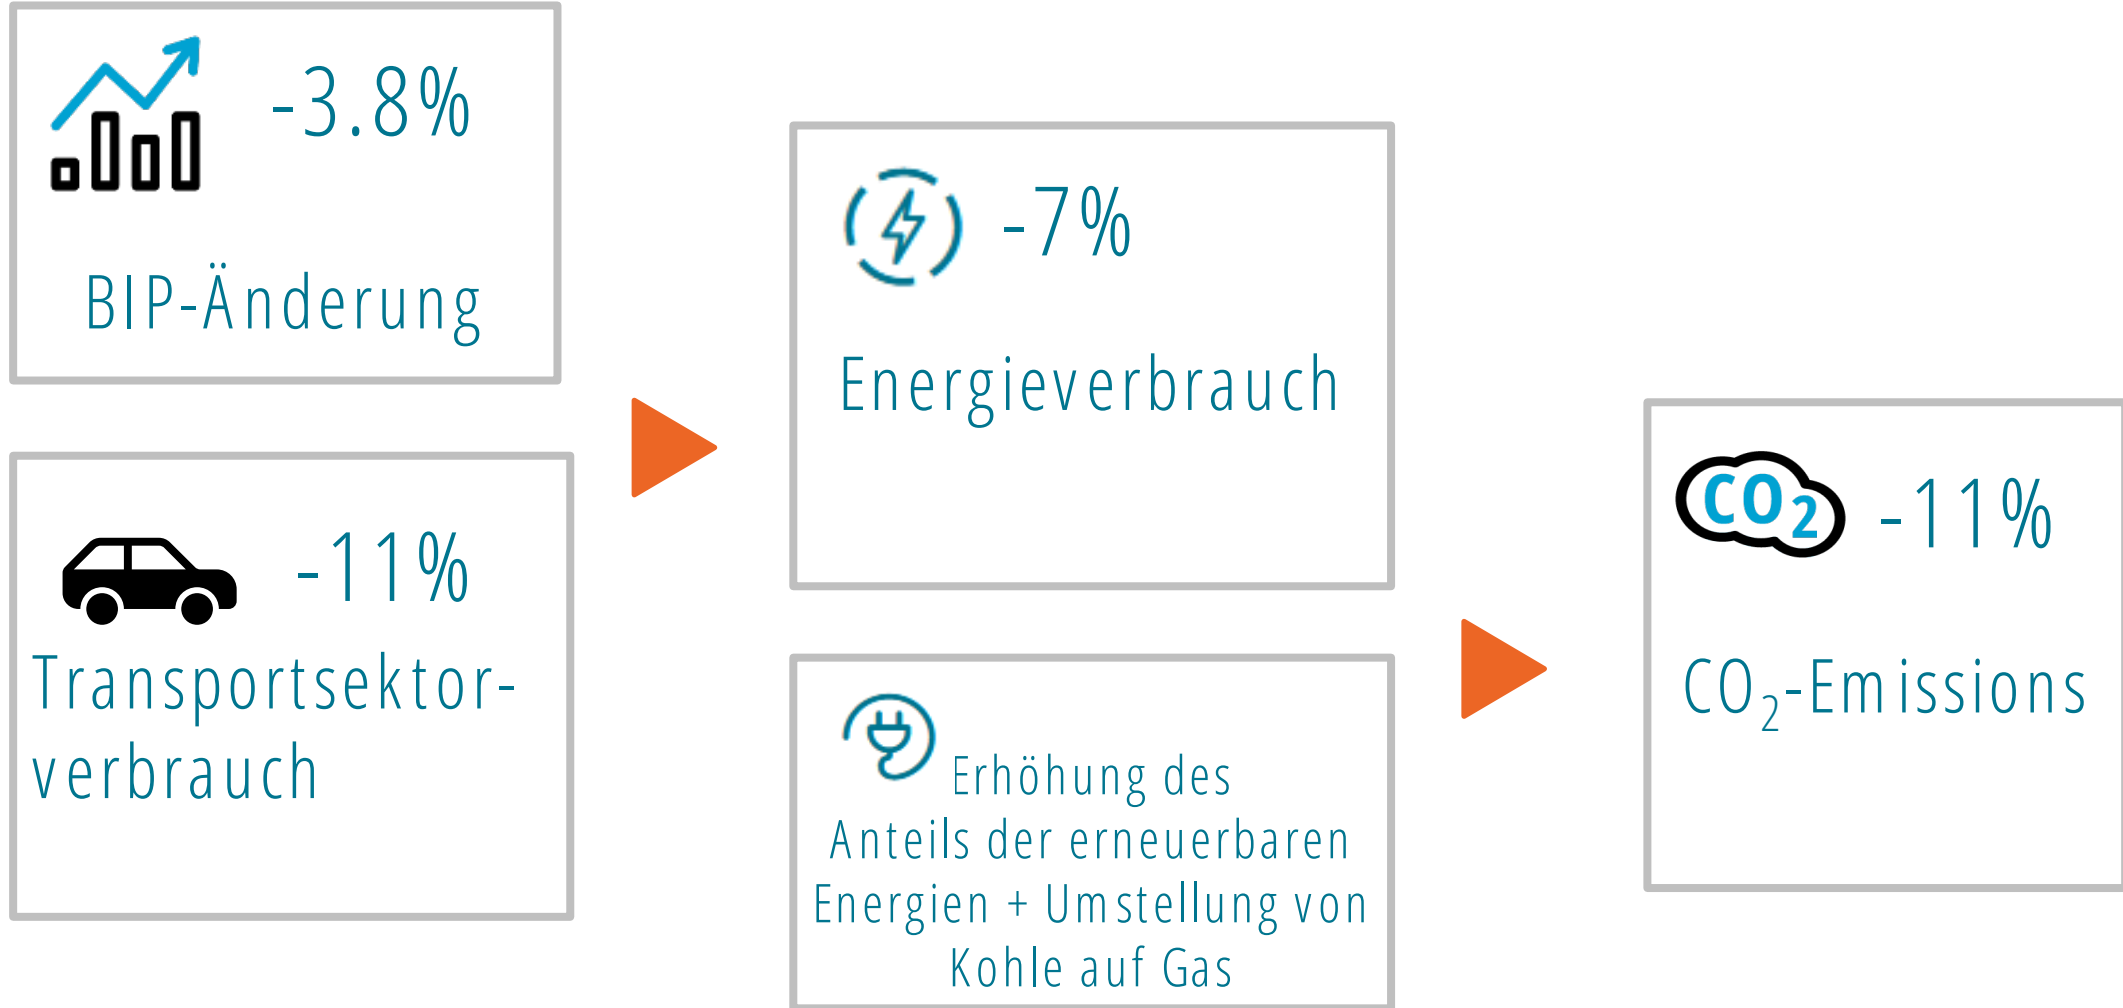 -3.8%
BIP-Änderung
-11%
Transportsektor-
verbrauch
-7%
Energieverbrauch
Erhöhung des
Anteils der erneuerbaren
Energien + Umstellung von
Kohle auf Gas
CO₂ -11%
CO₂-Emissions